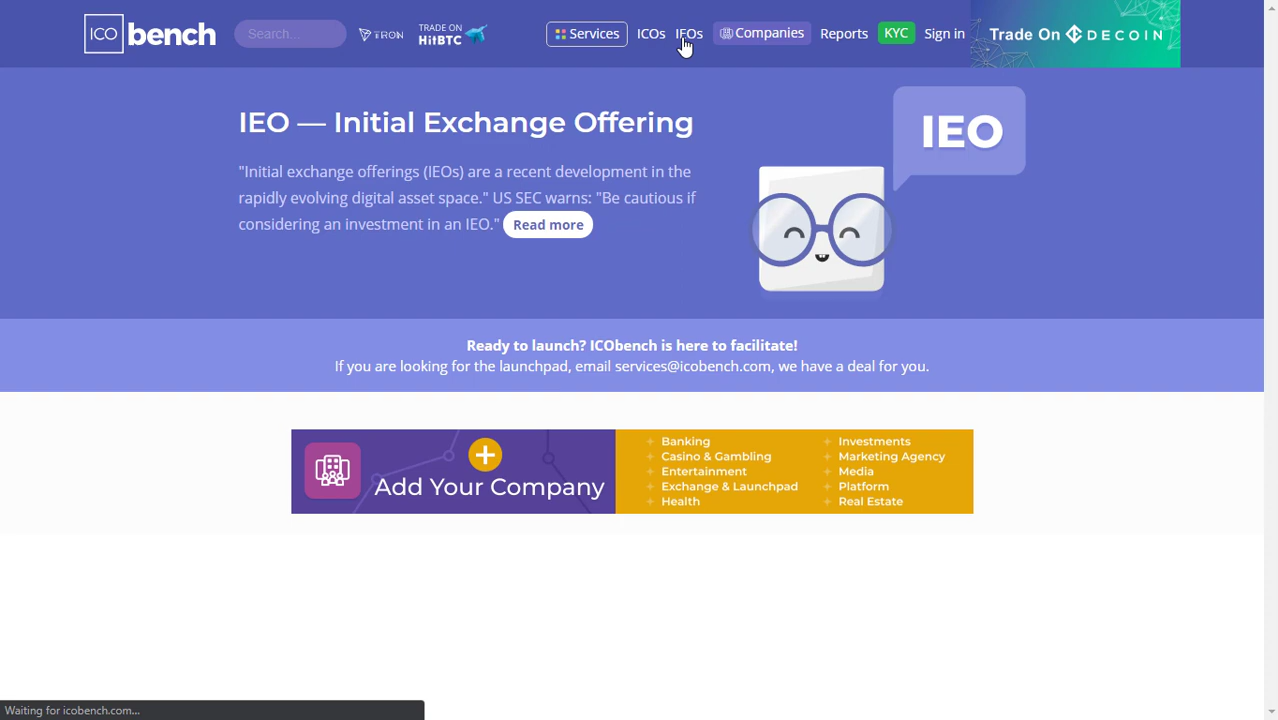 ICO bench
Search...
TRON
TRADE ON
HitBTC
Services
ICOs
IEOs
Companies
Reports
KYC
Sign in
Trade On DECOIN
IEO — Initial Exchange Offering
IEO
"Initial exchange offerings (IEOs) are a recent development in the
rapidly evolving digital asset space." US SEC warns: "Be cautious if
considering an investment in an IEO." Read more
Ready to launch? ICObench is here to facilitate!
If you are looking for the launchpad, email services@icobench.com, we have a deal for you.
Add Your Company
Banking
Casino & Gambling
Entertainment
Exchange & Launchpad
Health
Investments
Marketing Agency
Media
Platform
Real Estate
Waiting for icobench.com...